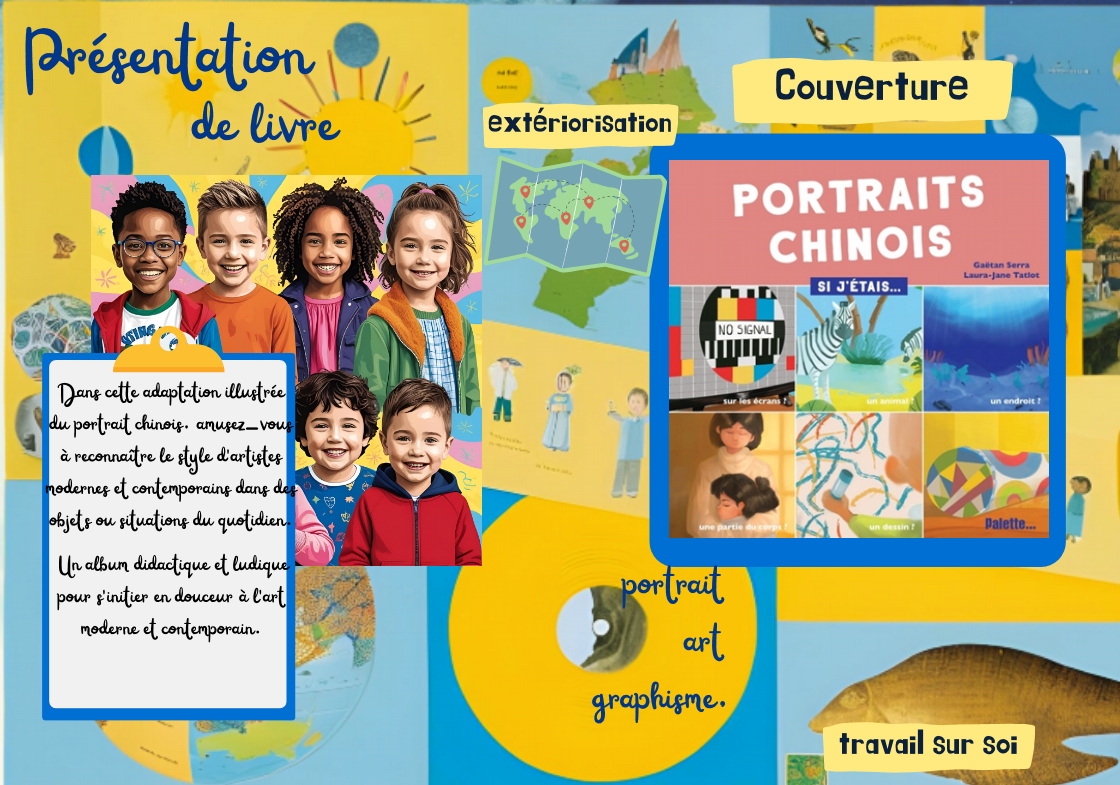 Présentation
de livre
extériorisation
Couverture
PORTRAITS
CHINOIS
Gaëtan Serra
Laura-Jane Tatlot
SI J'ÉTAIS...
NO SIGNAL
sur les écrans ?
un animal ?
un endroit ?
une partie du corps ?
un dessin ?
Palette...
Dans cette adaptation illustrée
du portrait chinois. amusez-vous
à reconnaître le style d'artistes
modernes et contemporains dans des
objets ou situations du quotidien.
Un album didactique et ludique
pour s'initier en douceur à l'art
moderne et contemporain.
portrait
art
graphisme.
travail sur soi